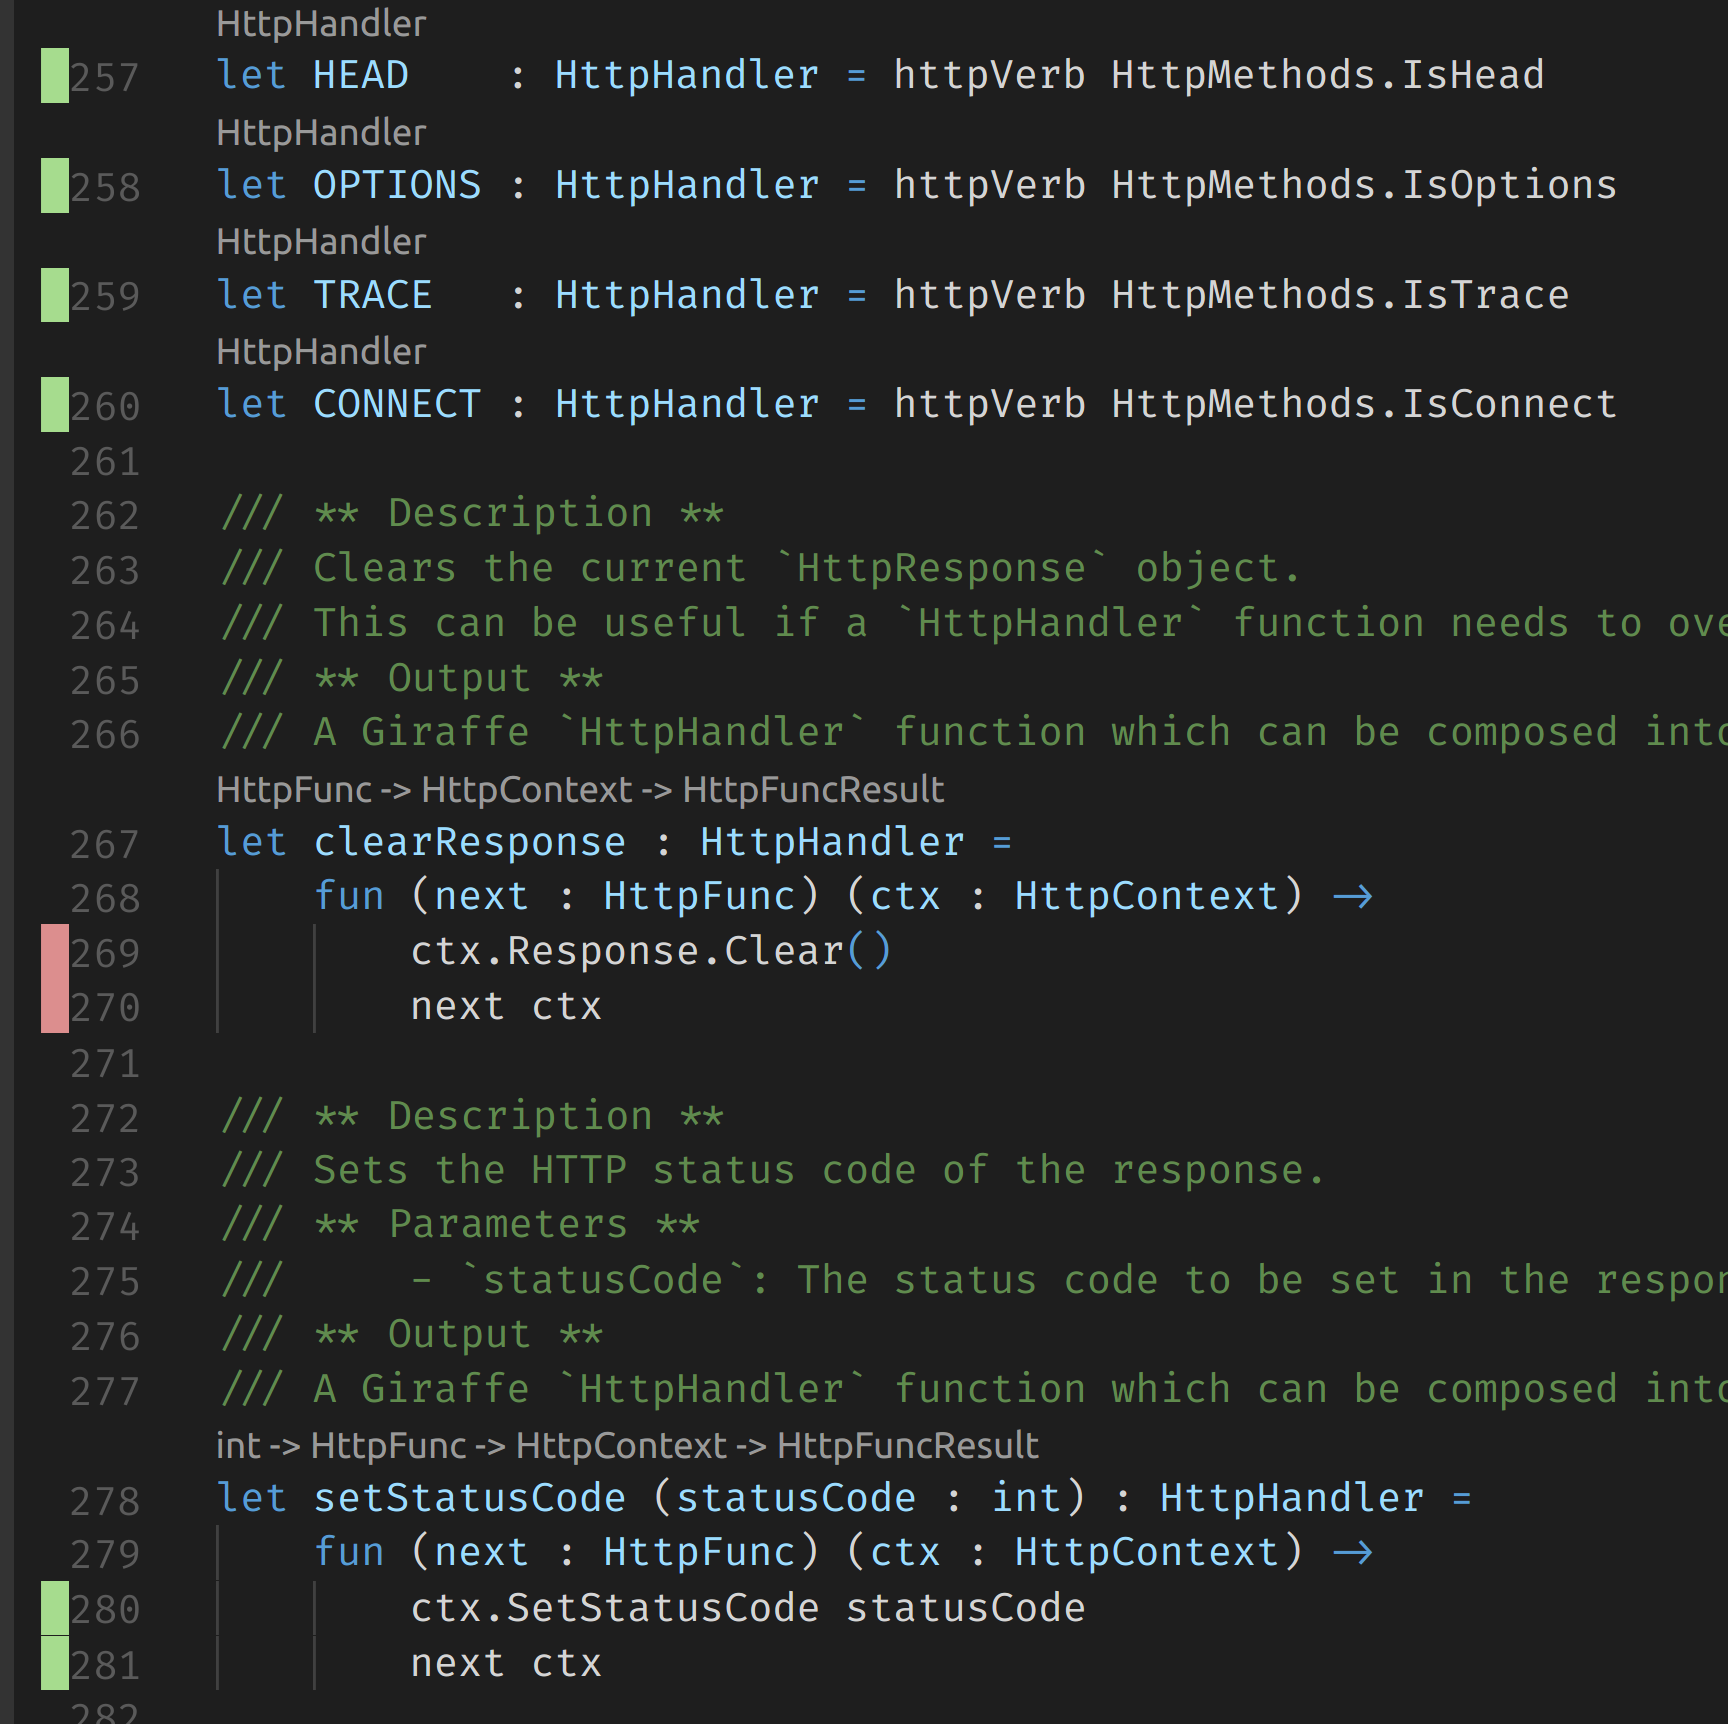 HttpHandler
257 let HEAD    : HttpHandler = httpVerb HttpMethods.IsHead
HttpHandler
258 let OPTIONS : HttpHandler = httpVerb HttpMethods.IsOptions
HttpHandler
259 let TRACE   : HttpHandler = httpVerb HttpMethods.IsTrace
HttpHandler
260 let CONNECT : HttpHandler = httpVerb HttpMethods.IsConnect
261
262 /// ** Description **
263 /// Clears the current `HttpResponse` object.
264 /// This can be useful if a `HttpHandler` function needs to ove
265 /// ** Output **
266 /// A Giraffe `HttpHandler` function which can be composed into
HttpFunc -> HttpContext -> HttpFuncResult
267 let clearResponse : HttpHandler =
268     fun (next : HttpFunc) (ctx : HttpContext) ->
269         ctx.Response.Clear()
270         next ctx
271
272 /// ** Description **
273 /// Sets the HTTP status code of the response.
274 /// ** Parameters **
275 ///     - `statusCode`: The status code to be set in the respon
276 /// ** Output **
277 /// A Giraffe `HttpHandler` function which can be composed into
int -> HttpFunc -> HttpContext -> HttpFuncResult
278 let setStatusCode (statusCode : int) : HttpHandler =
279     fun (next : HttpFunc) (ctx : HttpContext) ->
280         ctx.SetStatusCode statusCode
281         next ctx
282